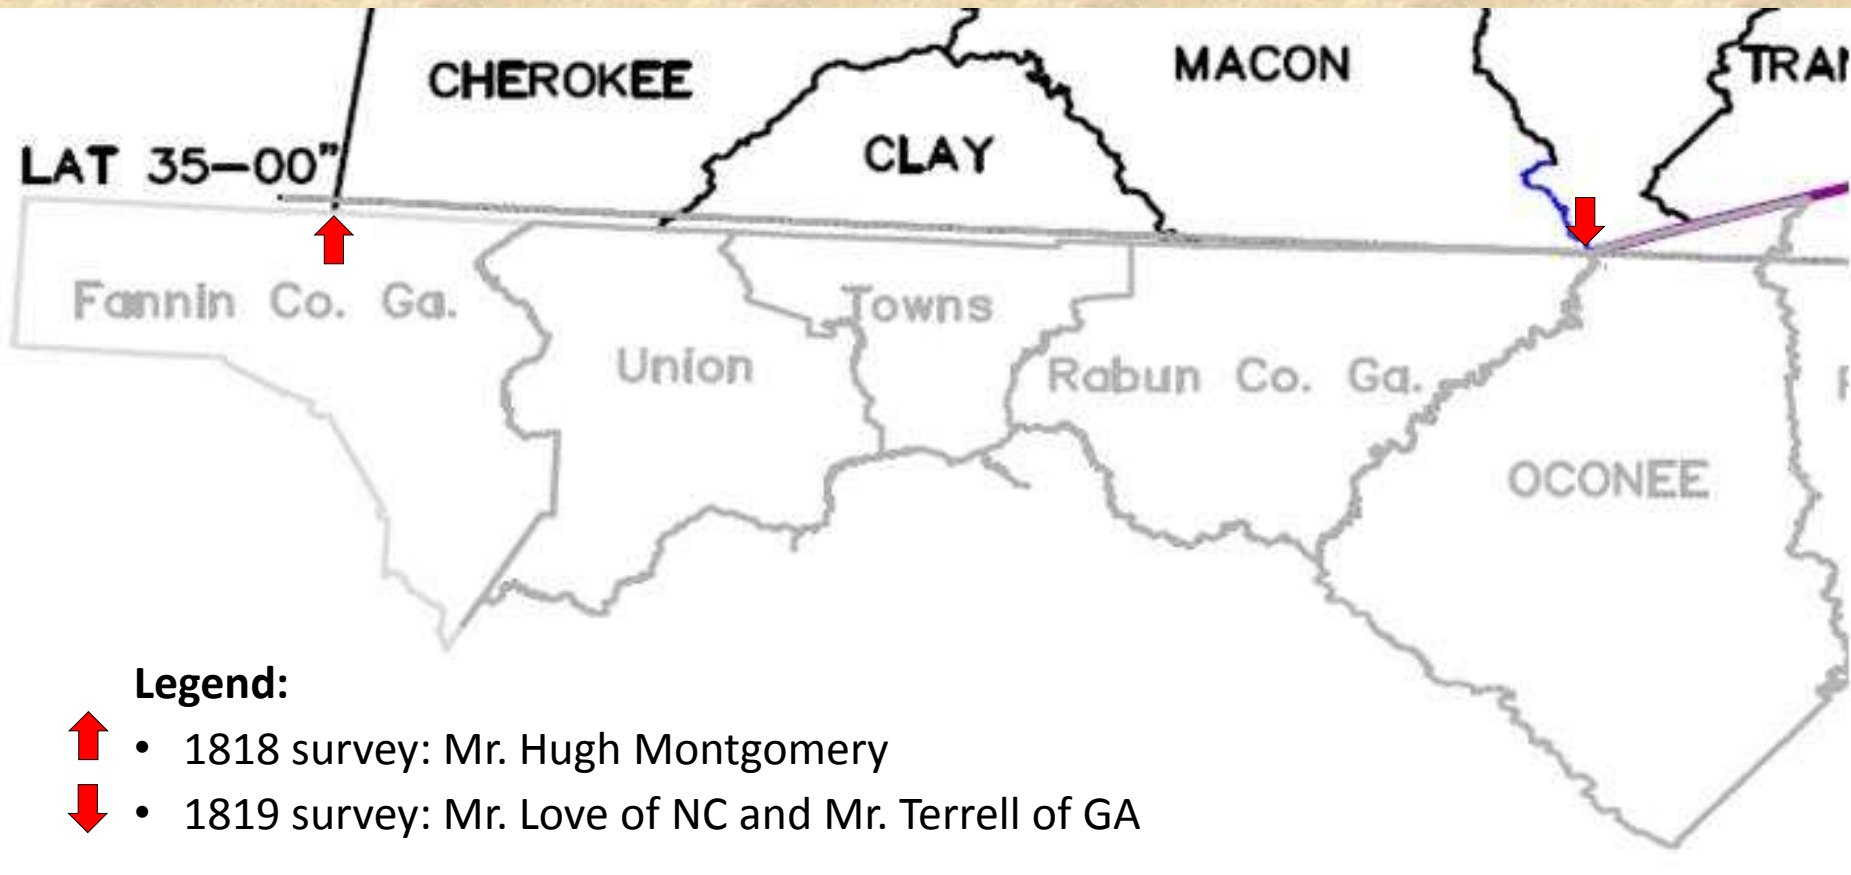 CHEROKEE
MACON
TRAN
CLAY
LAT 35—00”
Fannin Co. Ga.
Towns
Union
Rabun Co. Ga.
OCONEE
Legend:
• 1818 survey: Mr. Hugh Montgomery
• 1819 survey: Mr. Love of NC and Mr. Terrell of GA